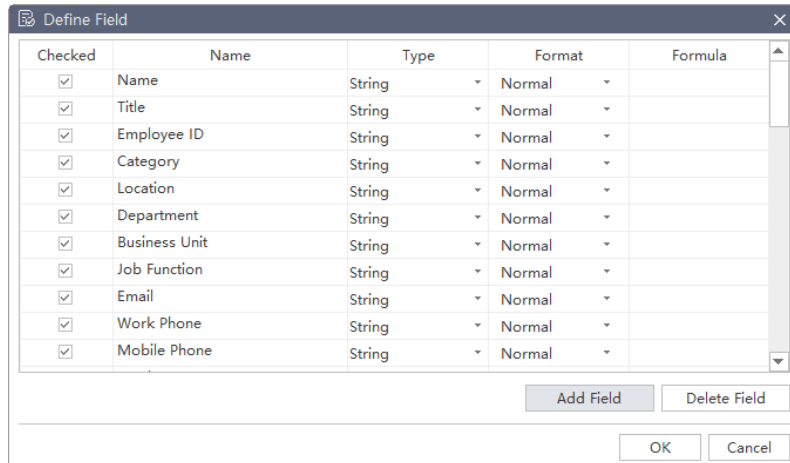 Define Field
Checked Name Type Format Formula
Name String Normal
Title String Normal
Employee ID String Normal
Category String Normal
Location String Normal
Department String Normal
Business Unit String Normal
Job Function String Normal
Email String Normal
Work Phone String Normal
Mobile Phone String Normal
Add Field Delete Field
OK Cancel